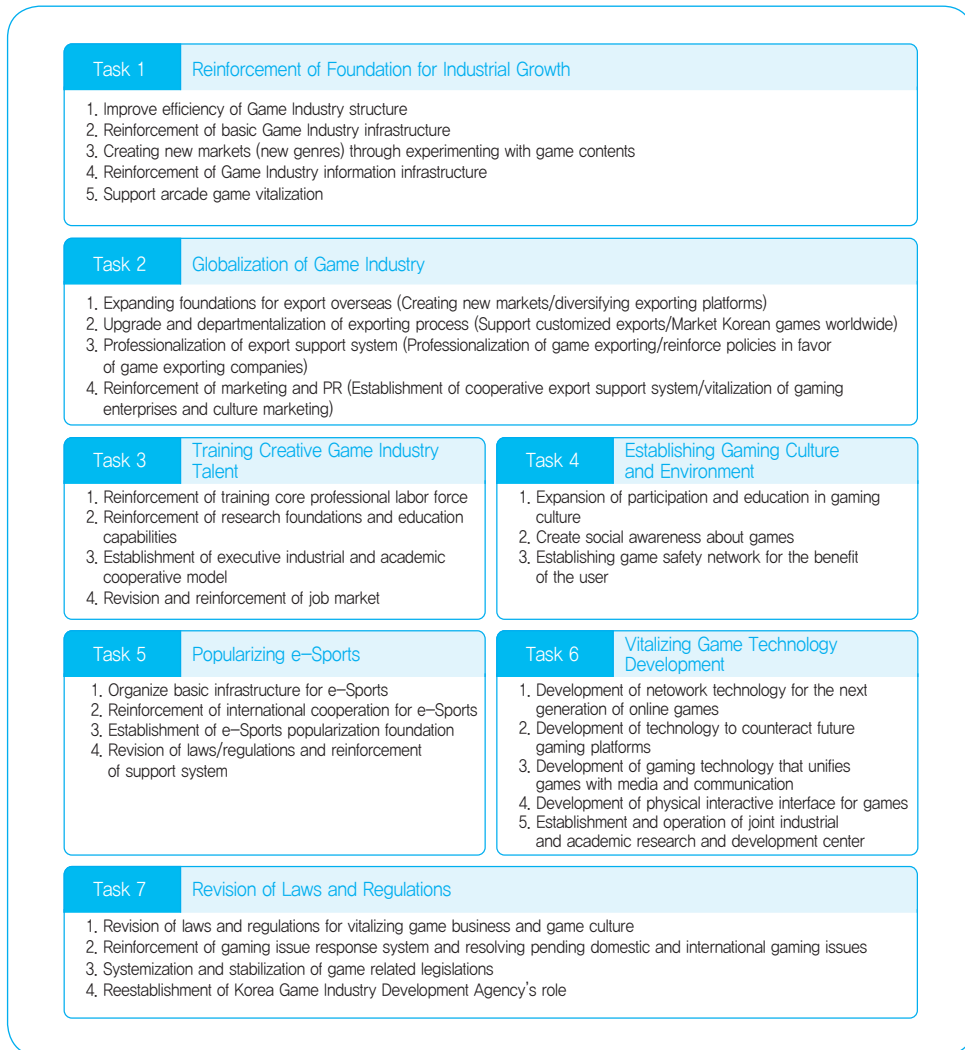 Task 1 Reinforcement of Foundation for Industrial Growth
1. Improve efficiency of Game Industry structure
2. Reinforcement of basic Game Industry infrastructure
3. Creating new markets (new genres) through experimenting with game contents
4. Reinforcement of Game Industry information infrastructure
5. Support arcade game vitalization
Task 2 Globalization of Game Industry
1. Expanding foundations for export overseas (Creating new markets/diversifying exporting platforms)
2. Upgrade and departmentalization of exporting process (Support customized exports/Market Korean games worldwide)
3. Professionalization of export support system (Professionalization of game exporting/reinforce policies in favor
of game exporting companies)
4. Reinforcement of marketing and PR (Establishment of cooperative export support system/vitalization of gaming
enterprises and culture marketing)
Task 3 Training Creative Game Industry
Talent
1. Reinforcement of training core professional labor force
2. Reinforcement of research foundations and education
capabilities
3. Establishment of executive industrial and academic
cooperative model
4. Revision and reinforcement of job market
Task 4 Establishing Gaming Culture
and Environment
1. Expansion of participation and education in gaming
culture
2. Create social awareness about games
3. Establishing game safety network for the benefit
of the user
Task 5 Popularizing e-Sports
1. Organize basic infrastructure for e-Sports
2. Reinforcement of international cooperation for e-Sports
3. Establishment of e-Sports popularization foundation
4. Revision of laws/regulations and reinforcement
of support system
Task 6 Vitalizing Game Technology
Development
1. Development of netowork technology for the next
generation of online games
2. Development of technology to counteract future
gaming platforms
3. Development of gaming technology that unifies
games with media and communication
4. Development of physical interactive interface for games
5. Establishment and operation of joint industrial
and academic research and development center
Task 7 Revision of Laws and Regulations
1. Revision of laws and regulations for vitalizing game business and game culture
2. Reinforcement of gaming issue response system and resolving pending domestic and international gaming issues
3. Systemization and stabilization of game related legislations
4. Reestablishment of Korea Game Industry Development Agency's role